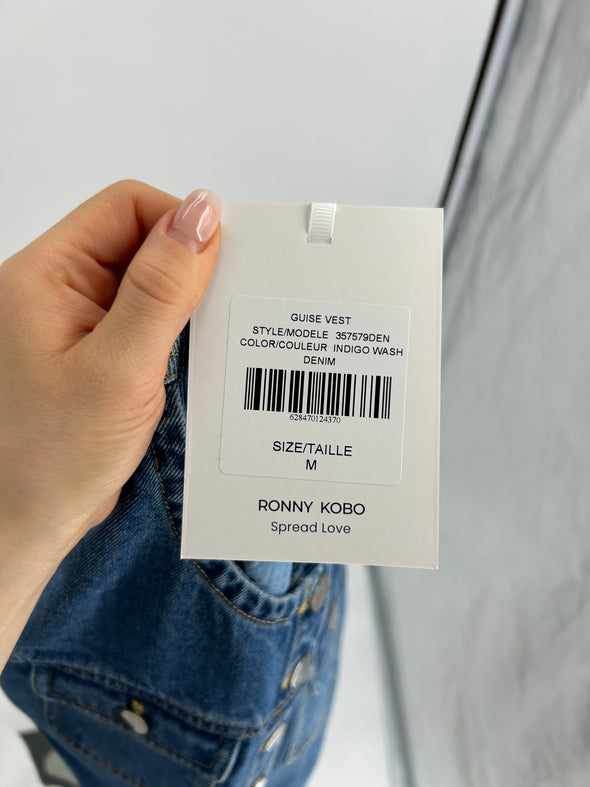 GUISE VEST
STYLE/MODELE 357579DEN
COLOR/COULEUR INDIGO WASH
DENIM
628470124370
SIZE/TAILLE
M
RONNY KOBO
Spread Love